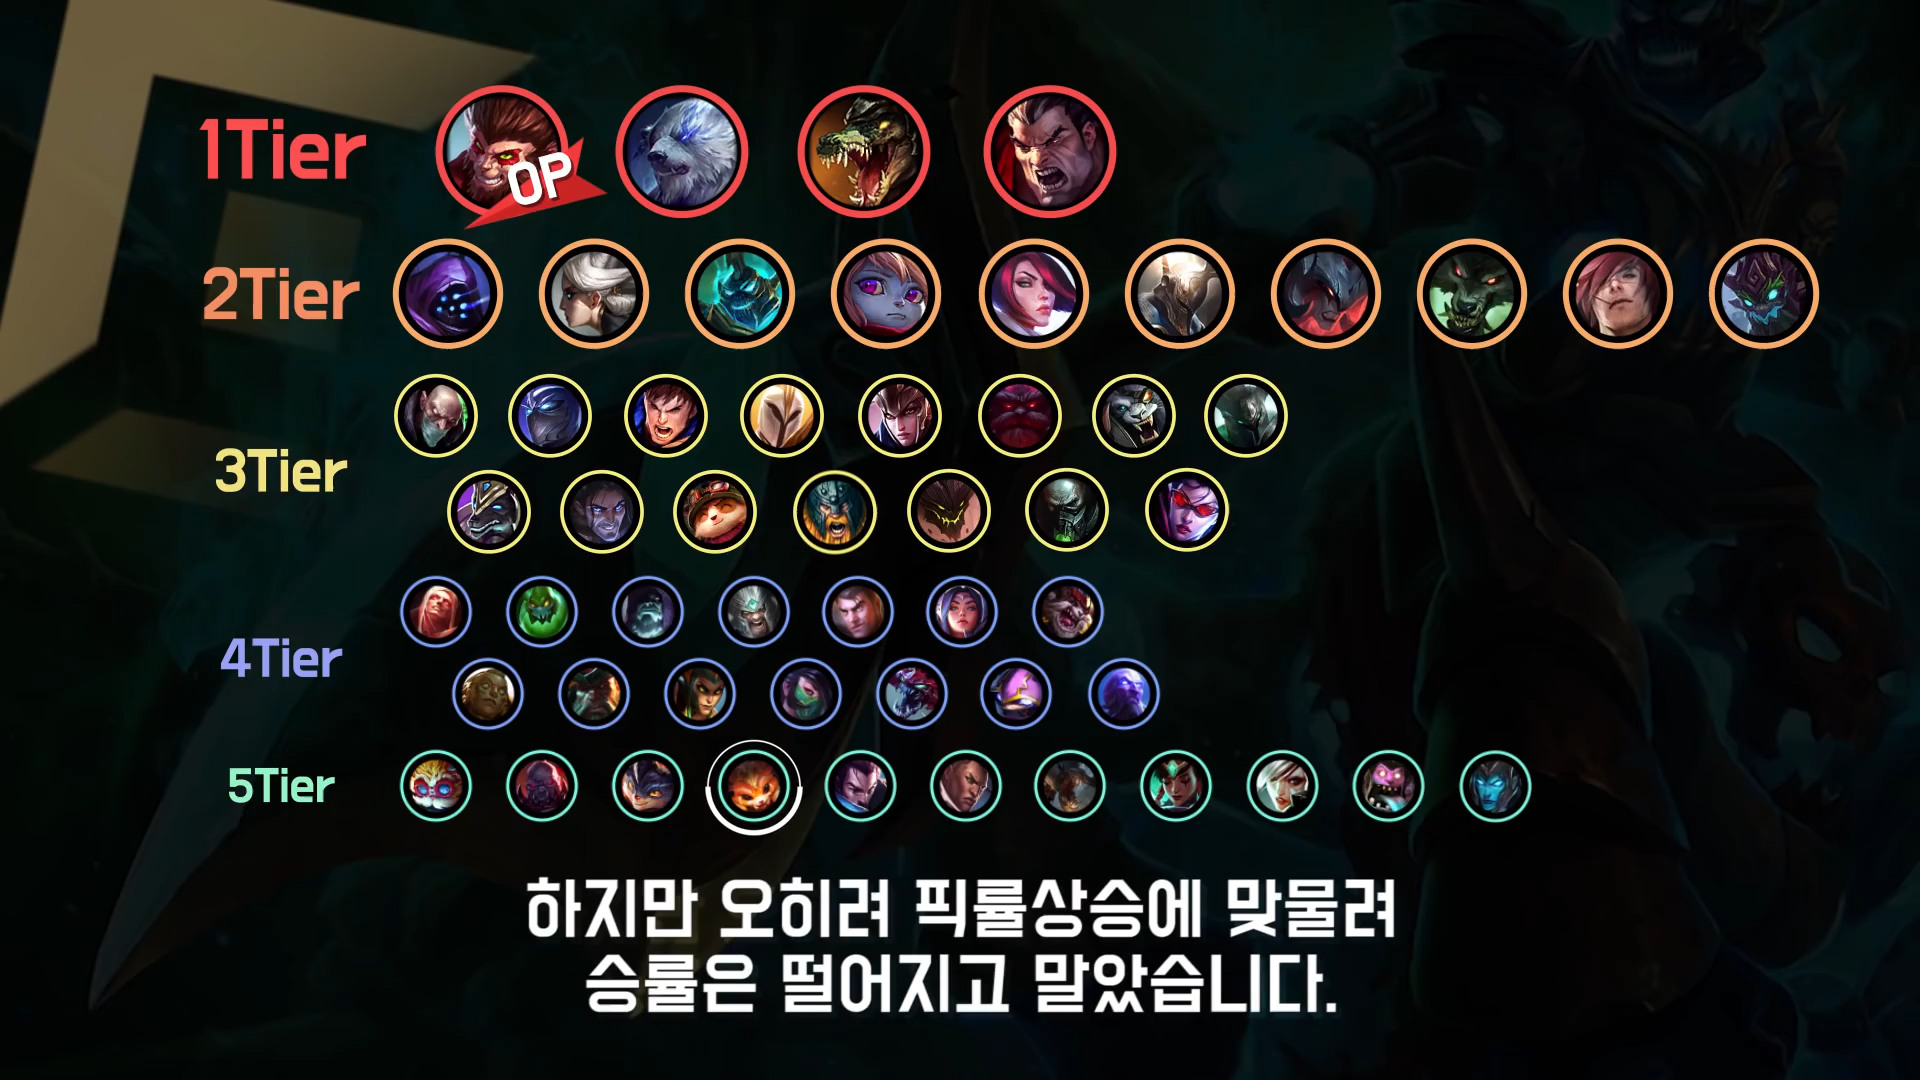 1Tier
OP
2Tier
3Tier
4Tier
5Tier
하지만 오히려 픽률상승에 맞물려
승률은 떨어지고 말았습니다.